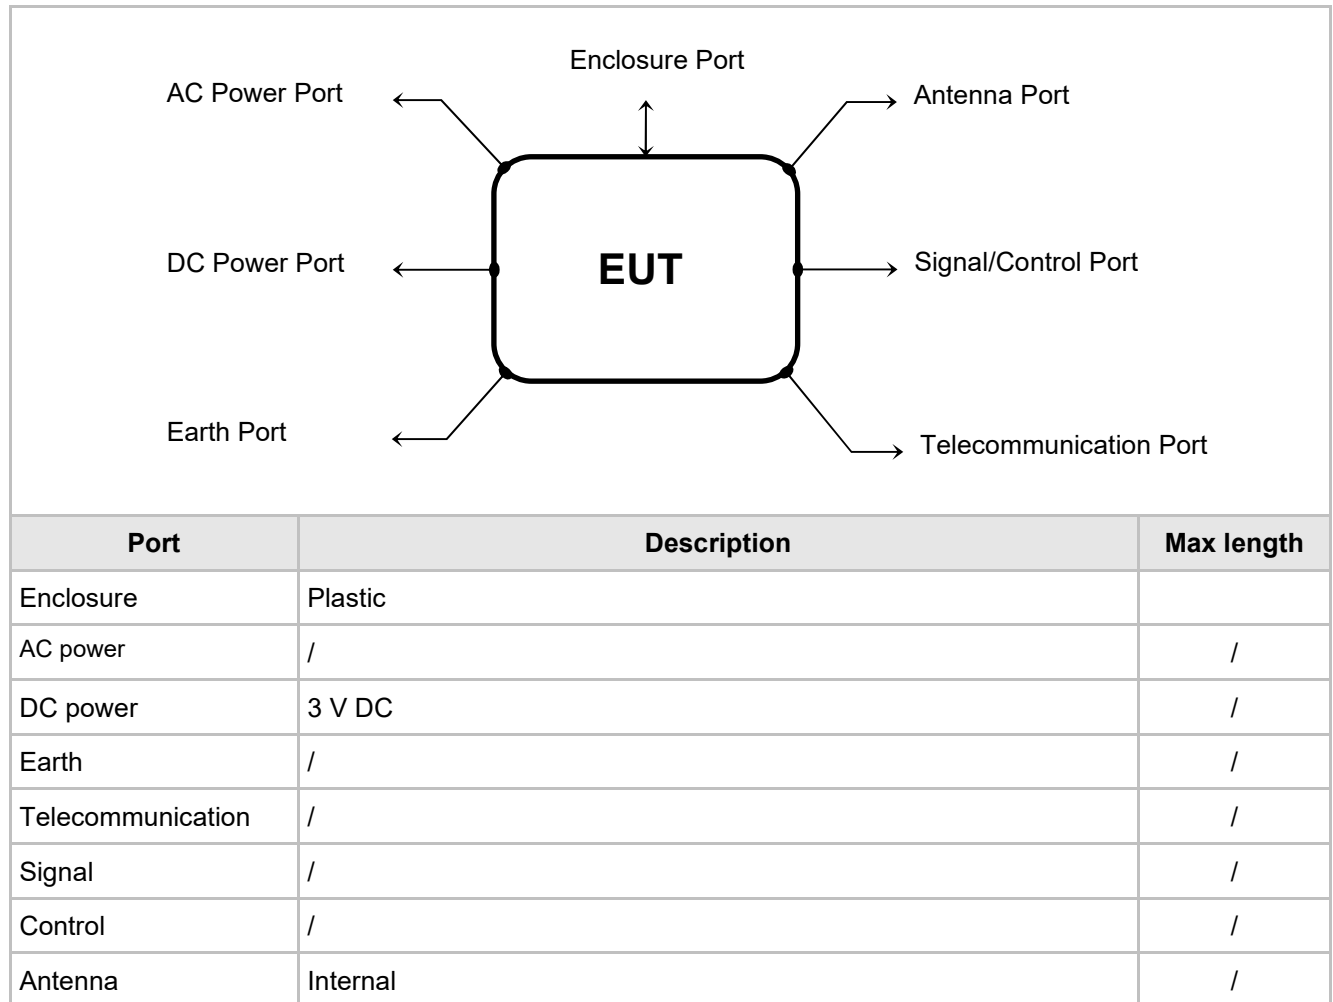 Enclosure Port
AC Power Port
Antenna Port
DC Power Port
EUT
Signal/Control Port
Earth Port
Telecommunication Port
Port Description Max length
Enclosure Plastic
AC power / /
DC power 3 V DC /
Earth / /
Telecommunication / /
Signal / /
Control / /
Antenna Internal /